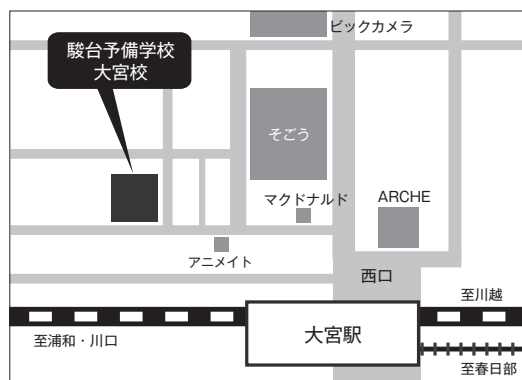 ビックカメラ
駿台予備学校
大宮校
そごう
マクドナルド
ARCHE
アニメイト
西口
至川越
大宮駅
至浦和・川口
至春日部